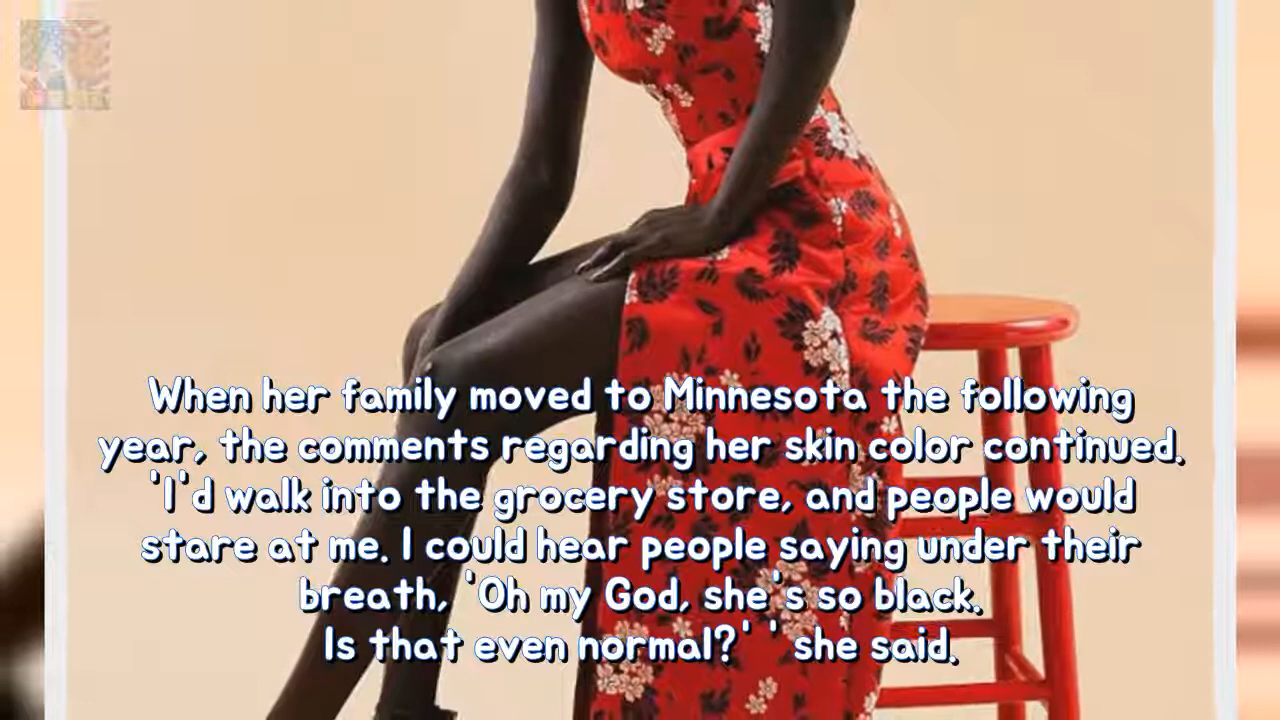 When her family moved to Minnesota the following
year, the comments regarding her skin color continued.
'I'd walk into the grocery store, and people would
stare at me. I could hear people saying under their
breath, 'Oh my God, she's so black.
Is that even normal?' ' she said.